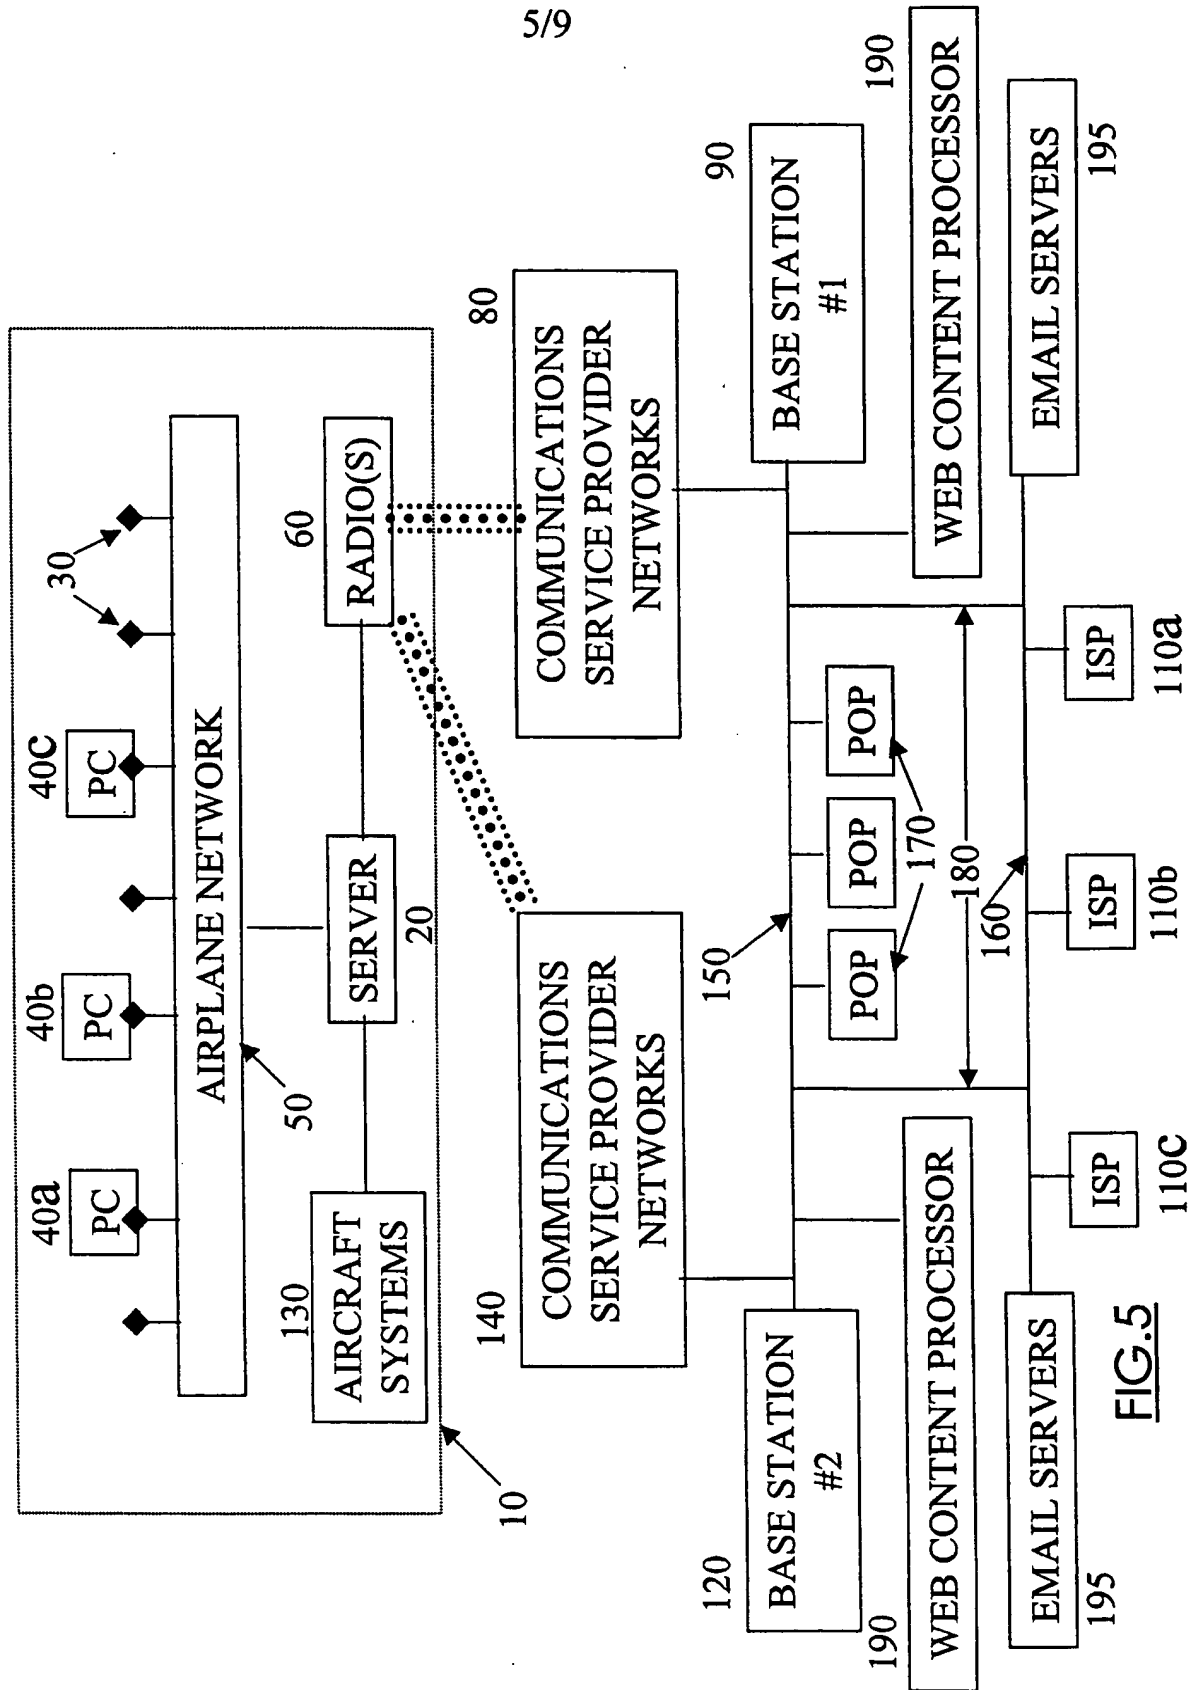 5/9
40a
40b
40c
30
PC
PC
PC
AIRPLANE NETWORK
50
60
130
AIRCRAFT
SYSTEMS
SERVER
RADIO(S)
20
10
140
80
COMMUNICATIONS
SERVICE PROVIDER
NETWORKS
COMMUNICATIONS
SERVICE PROVIDER
NETWORKS
120
150
90
BASE STATION
#2
BASE STATION
#1
POP
POP
POP
170
190
190
WEB CONTENT PROCESSOR
180
WEB CONTENT PROCESSOR
160
EMAIL SERVERS
EMAIL SERVERS
195
195
ISP
ISP
ISP
110c
110b
110a
FIG.5